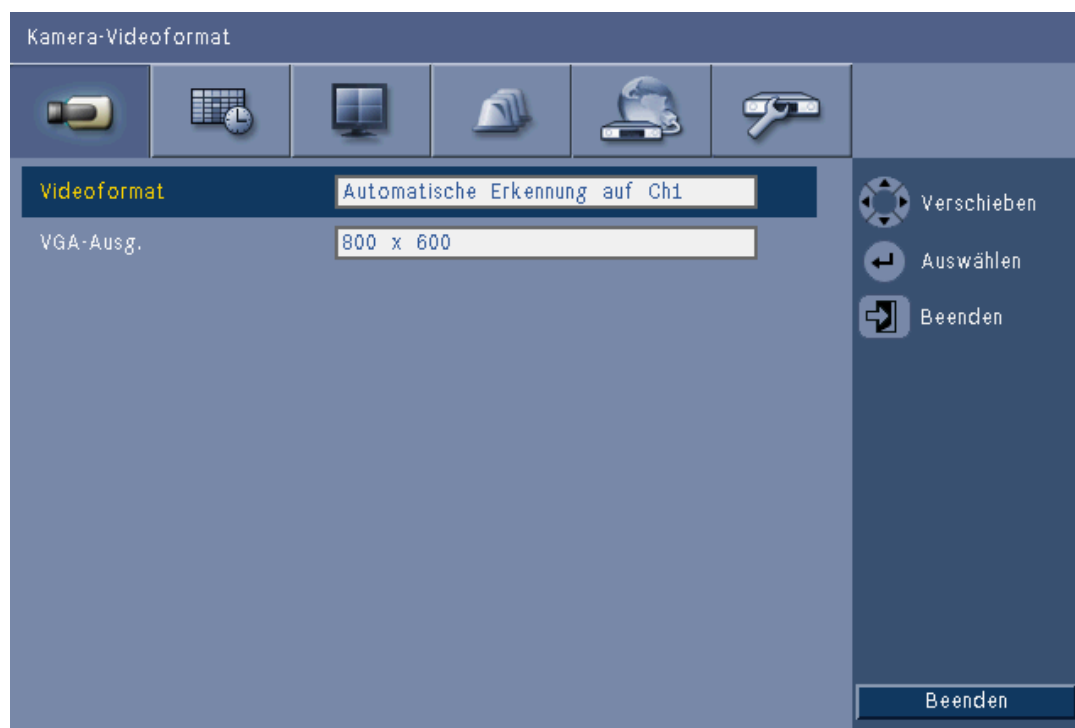 Kamera-Videoformat
Videoformat
Automatische Erkennung auf Ch1
VGA-Ausg.
800 x 600
Verschieben
Auswählen
Beenden
Beenden